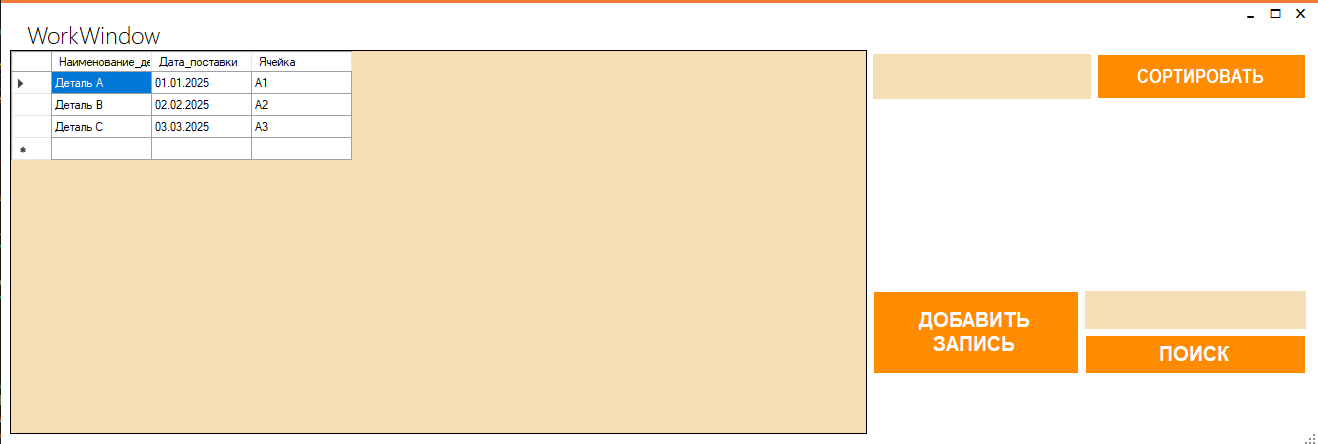 WorkWindow
Наименование_де Дата_поставки Ячейка
Деталь A 01.01.2025 A1
Деталь B 02.02.2025 A2
Деталь C 03.03.2025 A3
СОРТИРОВАТЬ
ДОБАВИТЬ
ЗАПИСЬ
ПОИСК